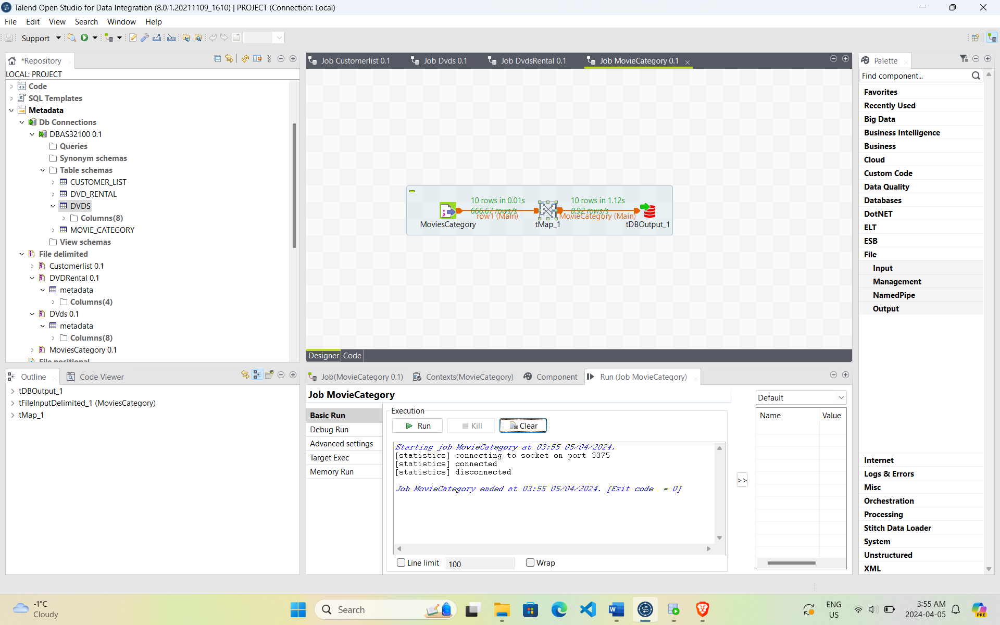 Talend Open Studio for Data Integration (8.0.1.20211109_1610) | PROJECT (Connection: Local)
File Edit View Search Window Help
Support
*Repository
LOCAL: PROJECT
Code
SQL Templates
Metadata
Db Connections
DBAS32100 0.1
Queries
Synonym schemas
Table schemas
CUSTOMER_LIST
DVD_RENTAL
DVDS
Columns(8)
MOVIE_CATEGORY
View schemas
File delimited
Customerlist 0.1
DVDRental 0.1
metadata
Columns(4)
DVds 0.1
metadata
Columns(8)
MoviesCategory 0.1
File positional
Outline
Code Viewer
tDBOutput_1
tFileInputDelimited_1 (MoviesCategory)
tMap_1
Job Customerlist 0.1
Job Dvds 0.1
Job DvdsRental 0.1
Job MovieCategory 0.1
10 rows in 0.01s
666.67 rows/s
row1 (Main)
10 rows in 1.12s
8.92 rows/s
MovieCategory (Main)
MoviesCategory
tMap_1
tDBOutput_1
Designer
Code
Job(MovieCategory 0.1)
Contexts(MovieCategory)
Component
Run (Job MovieCategory)
Job MovieCategory
Basic Run
Debug Run
Advanced settings
Target Exec
Memory Run
Execution
Run
Kill
Clear
Starting job MovieCategory at 03:55 05/04/2024.
[statistics] connecting to socket on port 3375
[statistics] connected
[statistics] disconnected
Job MovieCategory ended at 03:55 05/04/2024. [Exit code  = 0]
Line limit
100
Wrap
>>
Default
Name
Value
Palette
Find component...
Favorites
Recently Used
Big Data
Business Intelligence
Business
Cloud
Custom Code
Data Quality
Databases
DotNET
ELT
ESB
File
Input
Management
NamedPipe
Output
Internet
Logs & Errors
Misc
Orchestration
Processing
Stitch Data Loader
System
Unstructured
XML
-1°C
Cloudy
Search
ENG
US
3:55 AM
2024-04-05
PRE